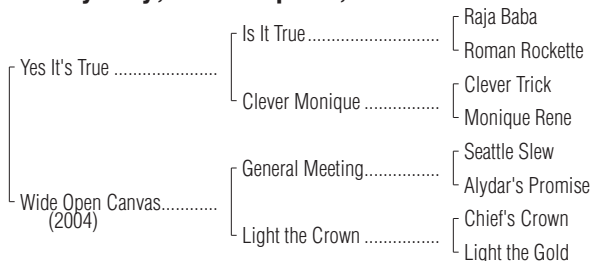 Raja Baba
Is It True
Roman Rockette
Yes It's True
Clever Trick
Clever Monique
Monique Rene
Seattle Slew
General Meeting
Alydar's Promise
Wide Open Canvas
(2004)
Chief's Crown
Light the Crown
Light the Gold